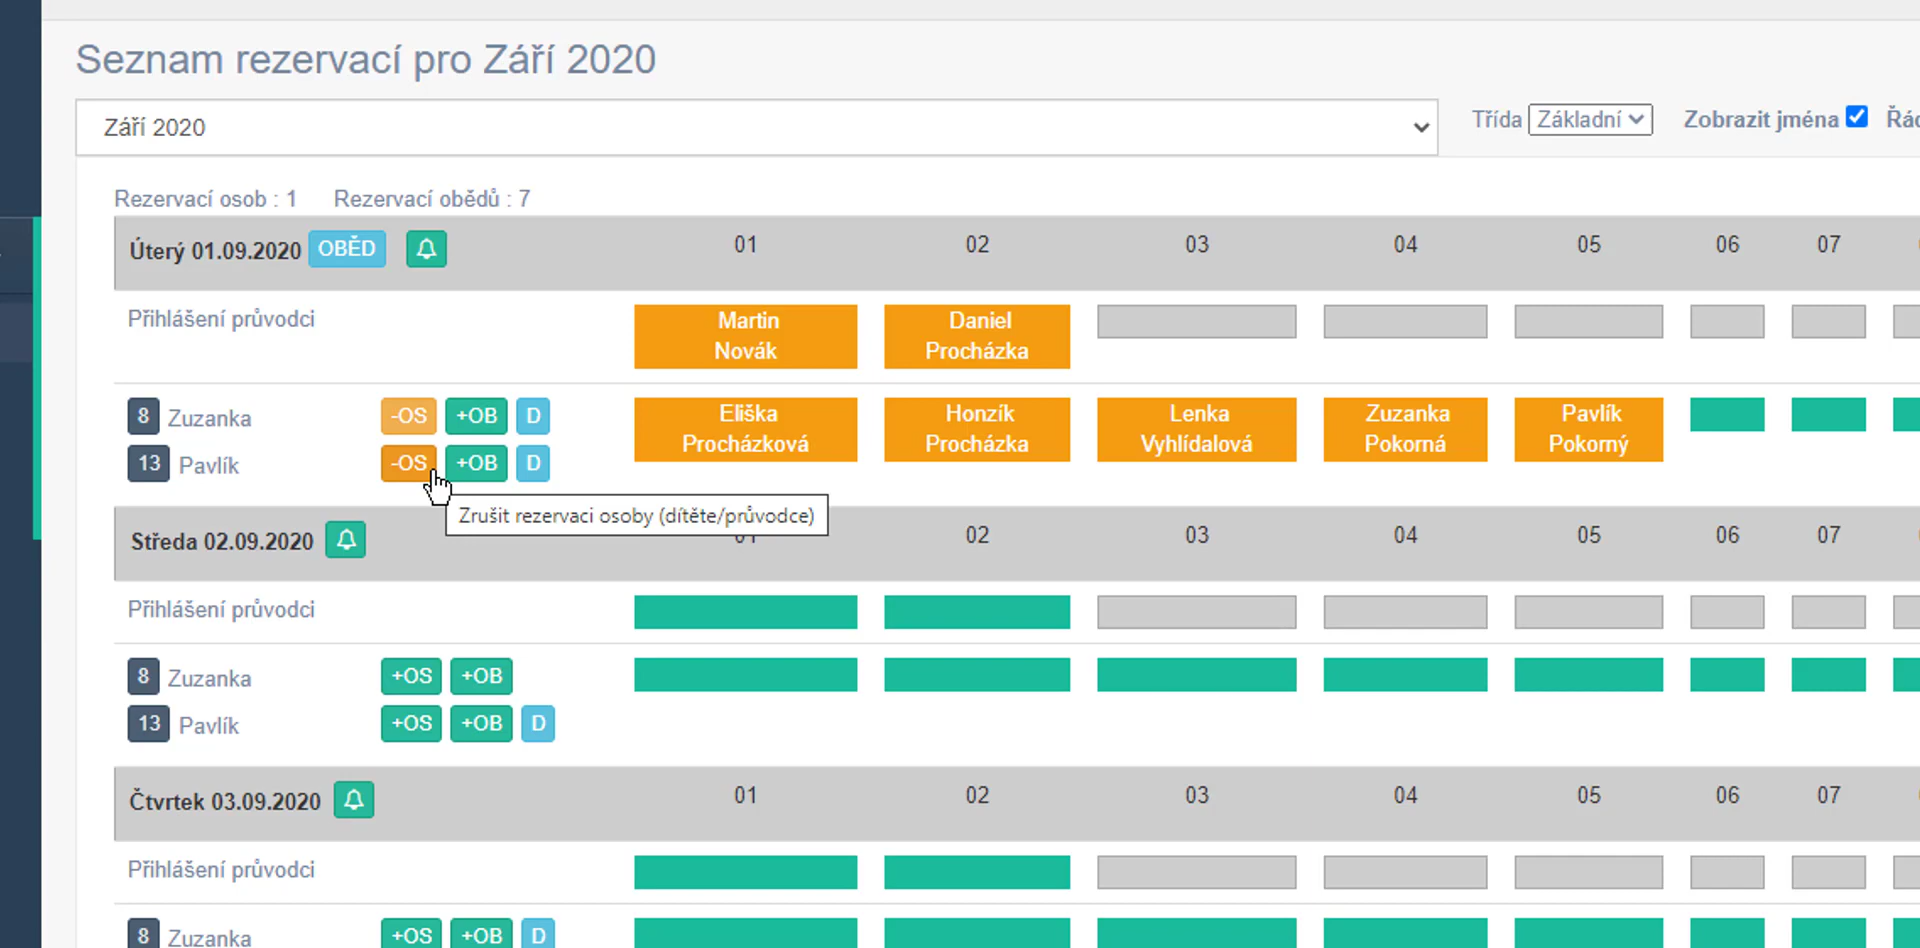 Seznam rezervací pro Září 2020
Září 2020
Třída Základní Zobrazit jména
Rezervací osob : 1 Rezervací obědů : 7
Úterý 01.09.2020 OBĚD 01 02 03 04 05 06 07
Přihlášení průvodci
Martin Novák
Daniel Procházka
8 Zuzanka -OS +OB D
13 Pavlík -OS +OB D
Eliška Procházková
Honzík Procházka
Lenka Vyhlídalová
Zuzanka Pokorná
Pavlík Pokorný
Zrušit rezervaci osoby (dítěte/průvodce)
Středa 02.09.2020 02 03 04 05 06 07
Přihlášení průvodci
8 Zuzanka +OS +OB
13 Pavlík +OS +OB D
Čtvrtek 03.09.2020 01 02 03 04 05 06 07
Přihlášení průvodci
8 Zuzanka +OS +OB D